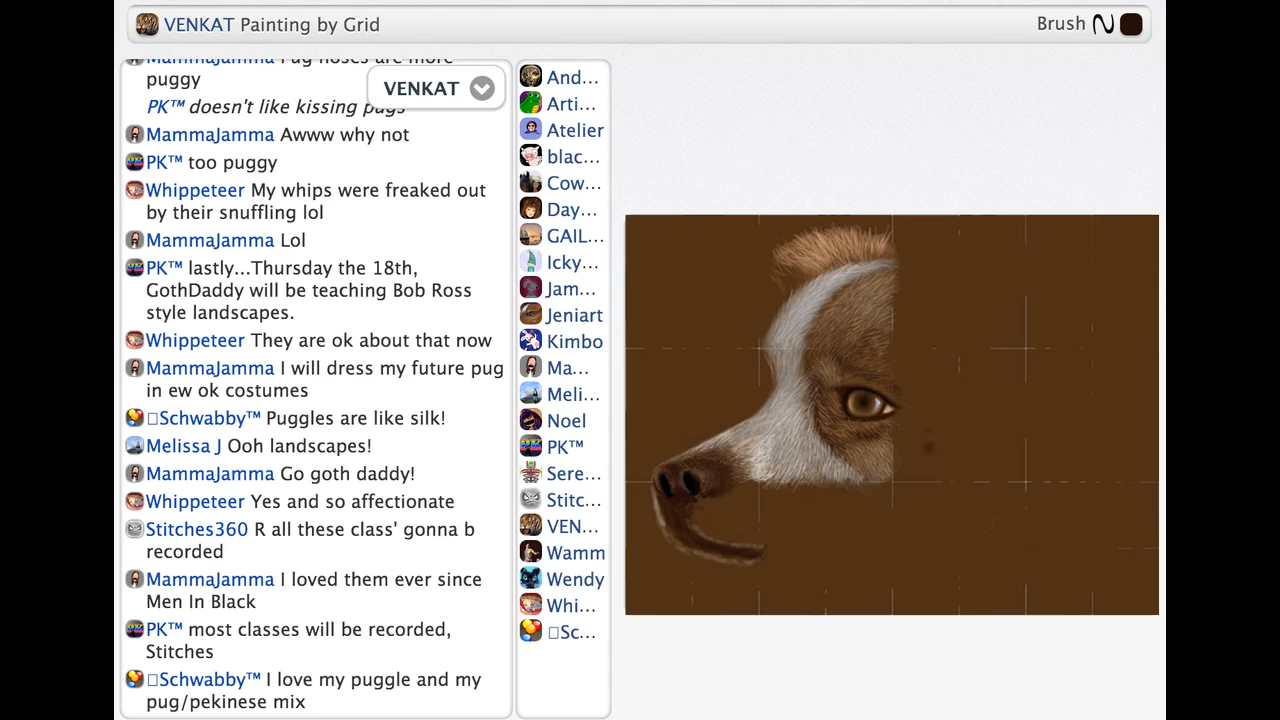 VENKAT Painting by Grid
Brush
MammaJamma Pug noses are more
puggy
VENKAT
PK™ doesn't like kissing pugs
MammaJamma Awww why not
PK™ too puggy
Whippeteer My whips were freaked out
by their snuffling lol
MammaJamma Lol
PK™ lastly...Thursday the 18th,
GothDaddy will be teaching Bob Ross
style landscapes.
Whippeteer They are ok about that now
MammaJamma I will dress my future pug
in ew ok costumes
Schwabby™ Puggles are like silk!
Melissa J Ooh landscapes!
MammaJamma Go goth daddy!
Whippeteer Yes and so affectionate
Stitches360 R all these class' gonna b
recorded
MammaJamma I loved them ever since
Men In Black
PK™ most classes will be recorded,
Stitches
Schwabby™ I love my puggle and my
pug/pekinese mix
And...
Arti...
Atelier
blac...
Cow...
Day...
GAIL...
Icky...
Jam...
Jeniart
Kimbo
Ma...
Meli...
Noel
PK™
Sere...
Stitc...
VEN...
Wamm
Wendy
Whi...
Sc...